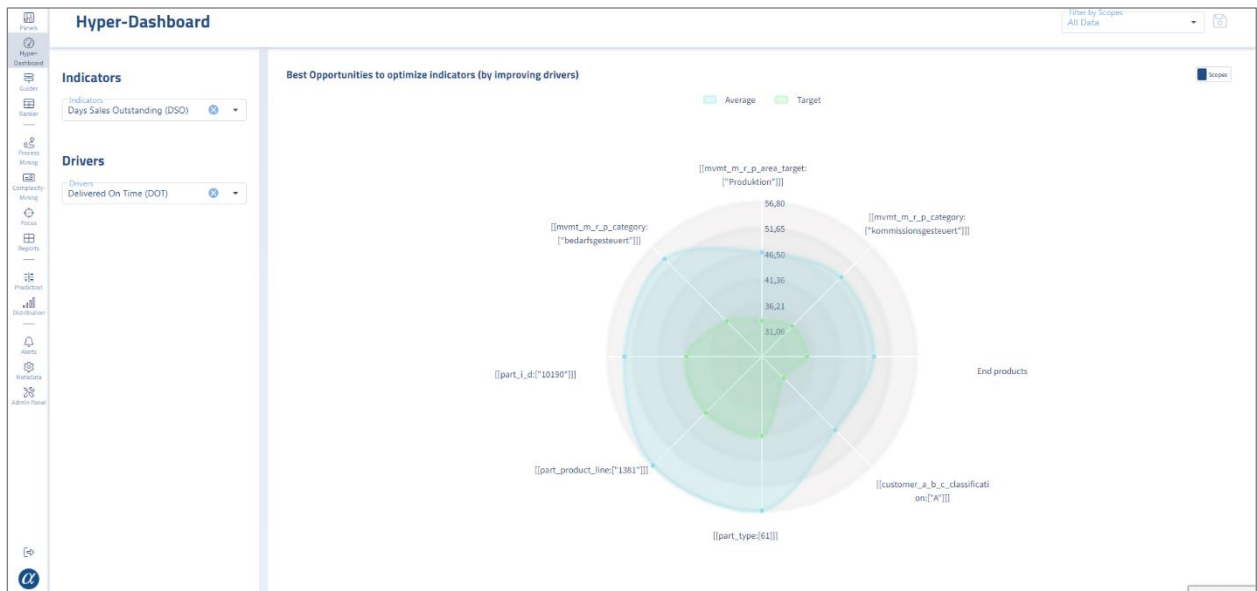 Panels
Hyper-
Dashboard
Guider
Ranker
Process
Mining
Complexity
Mining
Focus
Reports
Prediction
Distribution
Alerts
Metadata
Admin Panel
α
Hyper-Dashboard
Filter by Scopes
All Data
Indicators
Indicators
Days Sales Outstanding (DSO)
Drivers
Drivers
Delivered On Time (DOT)
Best Opportunities to optimize indicators (by improving drivers)
Scopes
Average
Target
[[mvmt_m_r_p_area_target:
["Produktion"]]]
[[mvmt_m_r_p_category:
["kommissionsgesteuert"]]]
End products
[[customer_a_b_c_classificati
on:["A"]]]
[[part_type:[61]]]
[[part_product_line:["1381"]]]
[[part_i_d:["10190"]]]
[[mvmt_m_r_p_category:
["bedarfsgesteuert"]]]
56,80
51,65
46,50
41,36
36,21
31,06